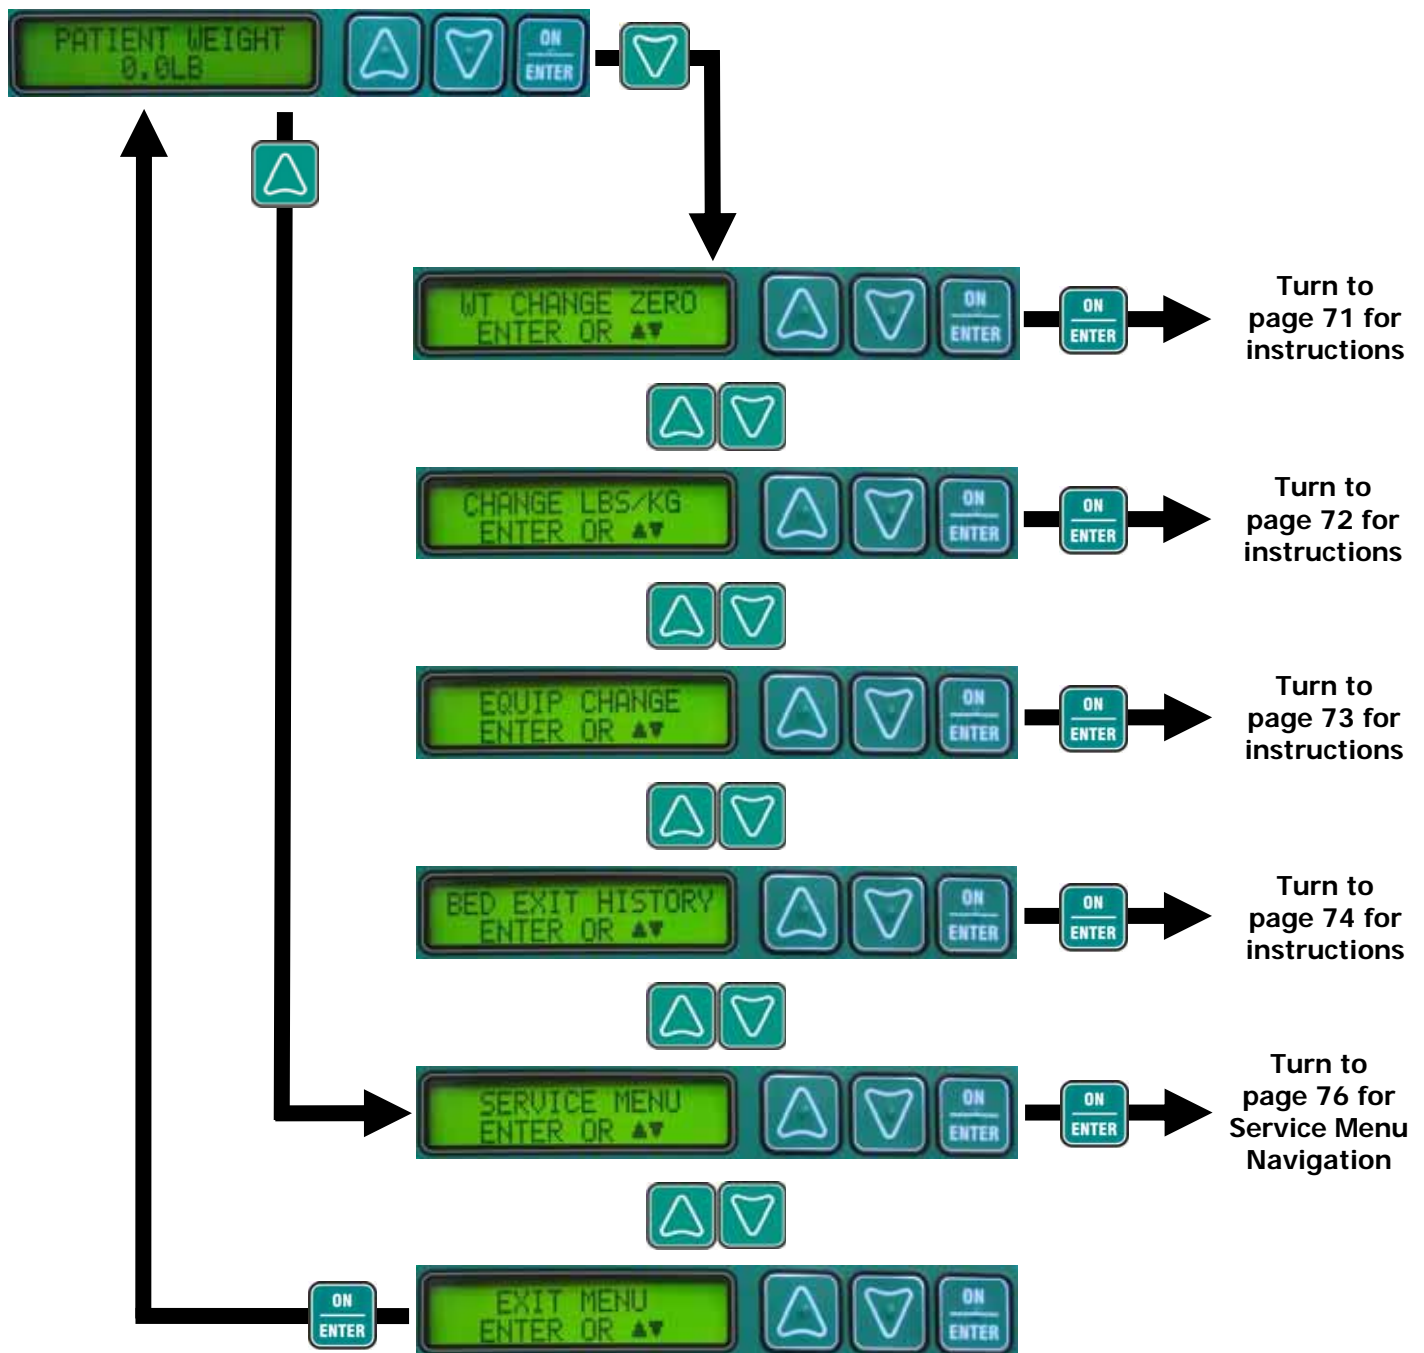 PATIENT WEIGHT
0.0LB
ON
ENTER
WT CHANGE ZERO
ENTER OR ▲▼
ON
ENTER
ON
ENTER
Turn to
page 71 for
instructions
CHANGE LBS/KG
ENTER OR ▲▼
ON
ENTER
ON
ENTER
Turn to
page 72 for
instructions
EQUIP CHANGE
ENTER OR ▲▼
ON
ENTER
ON
ENTER
Turn to
page 73 for
instructions
BED EXIT HISTORY
ENTER OR ▲▼
ON
ENTER
ON
ENTER
Turn to
page 74 for
instructions
SERVICE MENU
ENTER OR ▲▼
ON
ENTER
ON
ENTER
Turn to
page 76 for
Service Menu
Navigation
ON
ENTER
EXIT MENU
ENTER OR ▲▼
ON
ENTER